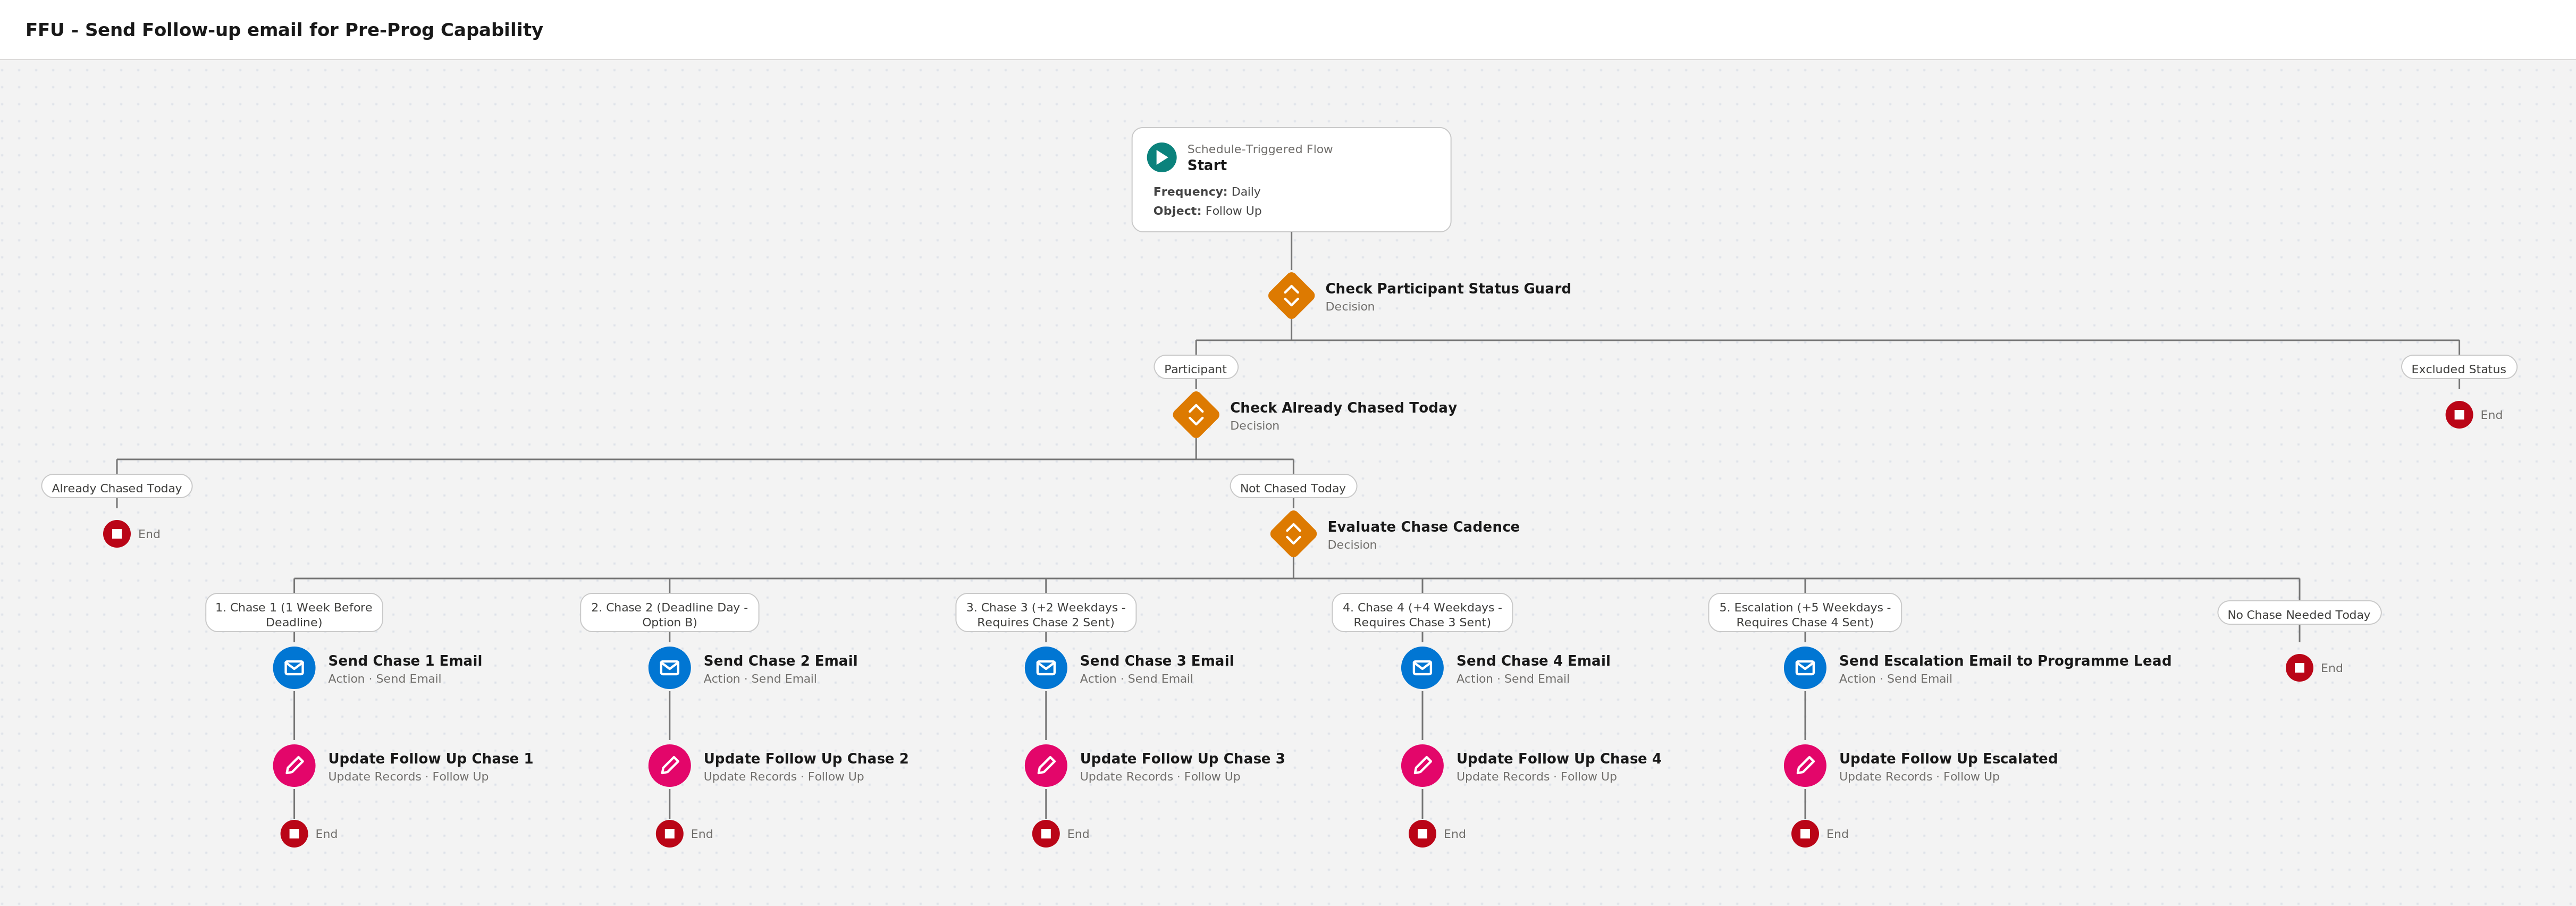 FFU - Send Follow-up email for Pre-Prog Capability
Schedule-Triggered Flow
Start
Frequency: Daily
Object: Follow Up
Check Participant Status Guard
Decision
Participant
Excluded Status
Check Already Chased Today
Decision
End
Already Chased Today
Not Chased Today
Evaluate Chase Cadence
Decision
End
1. Chase 1 (1 Week Before
Deadline)
2. Chase 2 (Deadline Day -
Option B)
3. Chase 3 (+2 Weekdays -
Requires Chase 2 Sent)
4. Chase 4 (+4 Weekdays -
Requires Chase 3 Sent)
5. Escalation (+5 Weekdays -
Requires Chase 4 Sent)
No Chase Needed Today
Send Chase 1 Email
Action · Send Email
Send Chase 2 Email
Action · Send Email
Send Chase 3 Email
Action · Send Email
Send Chase 4 Email
Action · Send Email
Send Escalation Email to Programme Lead
Action · Send Email
End
Update Follow Up Chase 1
Update Records · Follow Up
Update Follow Up Chase 2
Update Records · Follow Up
Update Follow Up Chase 3
Update Records · Follow Up
Update Follow Up Chase 4
Update Records · Follow Up
Update Follow Up Escalated
Update Records · Follow Up
End
End
End
End
End